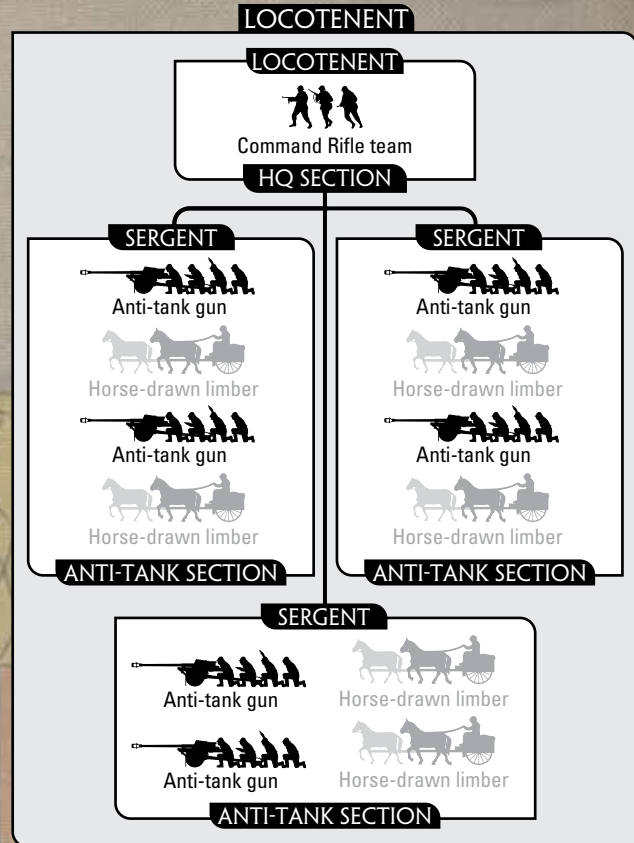 LOCOTENENT
LOCOTENENT
Command Rifle team
HQ SECTION
SERGENT
Anti-tank gun
Horse-drawn limber
Anti-tank gun
Horse-drawn limber
ANTI-TANK SECTION
SERGENT
Anti-tank gun
Horse-drawn limber
Anti-tank gun
Horse-drawn limber
ANTI-TANK SECTION
SERGENT
Anti-tank gun
Horse-drawn limber
Anti-tank gun
Horse-drawn limber
ANTI-TANK SECTION